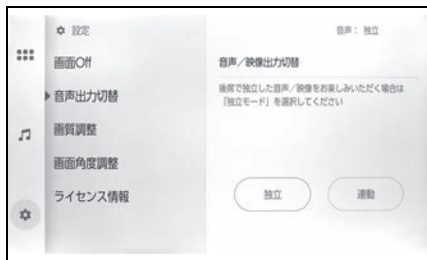 設定
音声： 独立
画面Off
音声出力切替
画質調整
画面角度調整
ライセンス情報
音声／映像出力切替
後席で独立した音声／映像をお楽しみいただく場合は
「独立モード」を選択してください
独立
連動